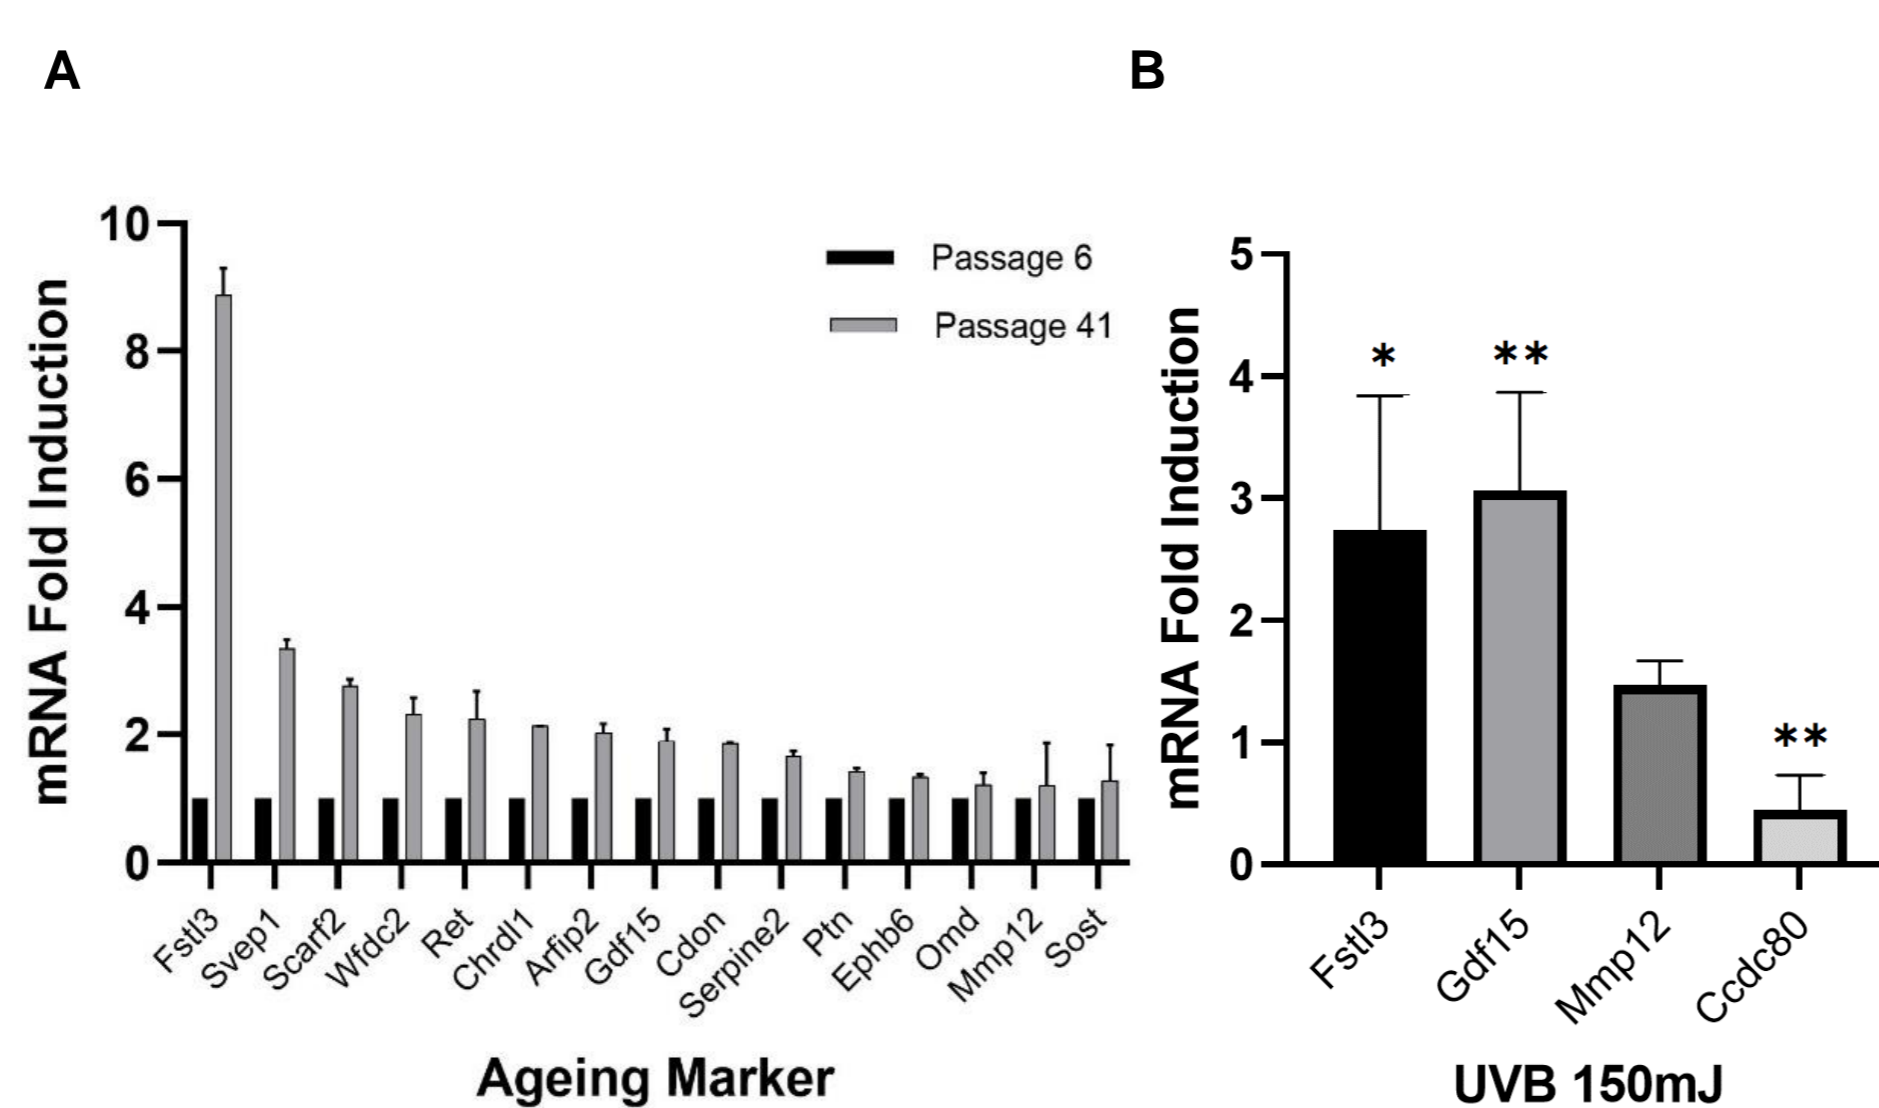 A
B
mRNA Fold Induction
10
8
6
4
2
0
Passage 6
Passage 41
Fstl3
Svep1
Scarf2
Wfdc2
Ret
Chrdl1
Arfip2
Gdf15
Cdon
Serpine2
Ptn
Ephb6
Omd
Mmp12
Sost
Ageing Marker
mRNA Fold Induction
5
4
3
2
1
0
*
**
**
Fstl3
Gdf15
Mmp12
Ccdc80
UVB 150mJ